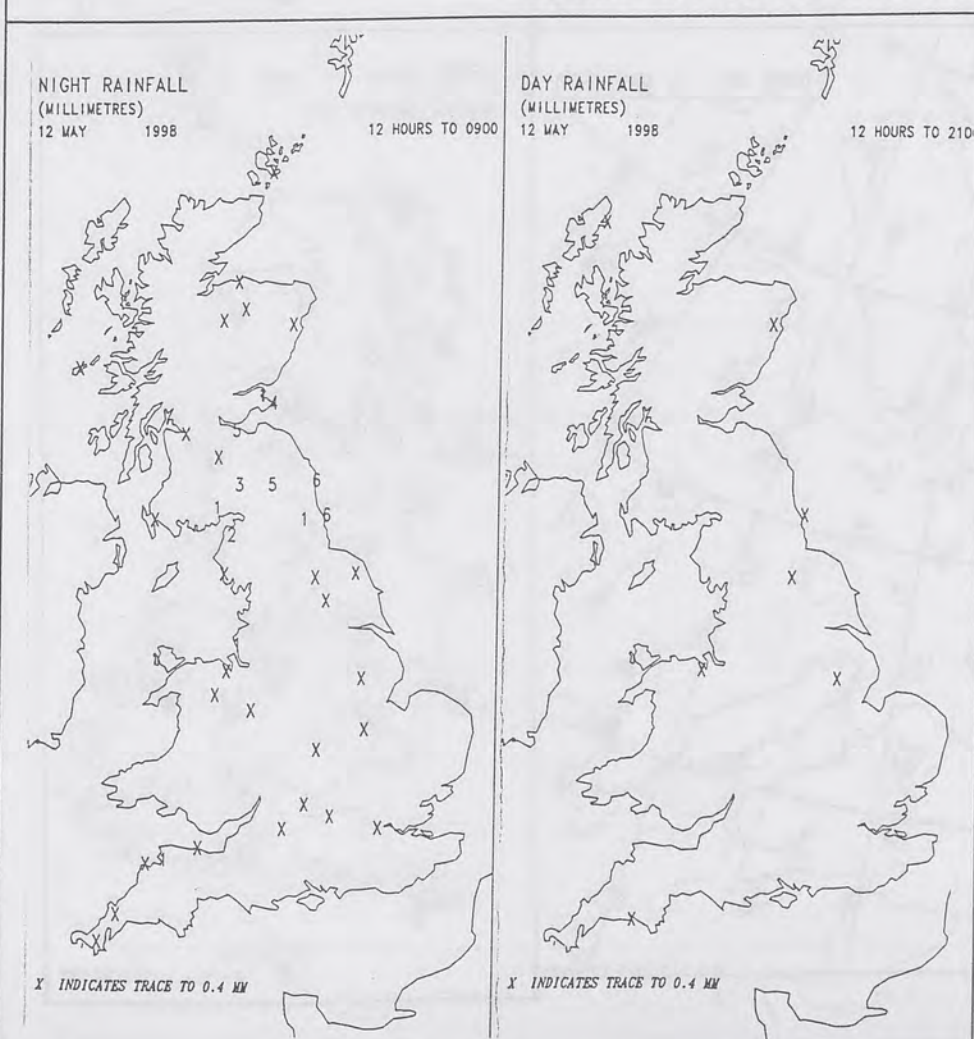 NIGHT RAINFALL
(MILLIMETRES)
12 MAY 1998 12 HOURS TO 0900
X
X
X
X
X
X
X
X
X
3 5 6
1 1 6
X
2
X X X
X
X
X X
X
X
X
X
X X
X
X
X
X
X
X INDICATES TRACE TO 0.4 MM
DAY RAINFALL
(MILLIMETRES)
12 MAY 1998 12 HOURS TO 210
X
X
X
X
X
X
X
X INDICATES TRACE TO 0.4 MM